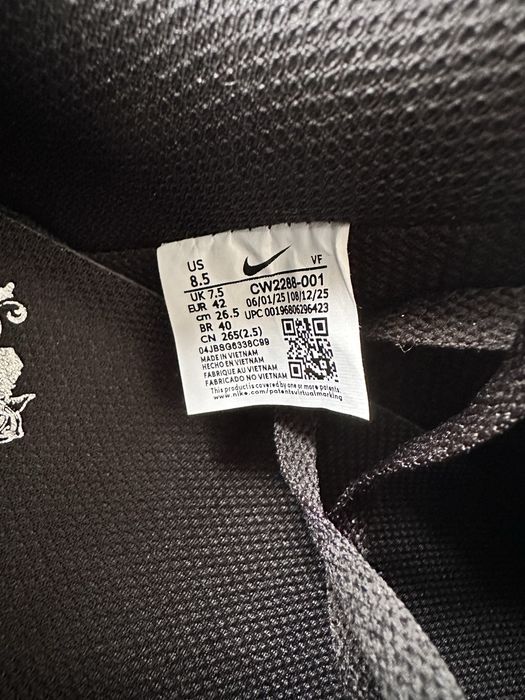 US
8.5
VF
UK 7.5
CW2288-001
EUR 42
06/01/25 | 08/12/25
cm 26.5
UPC 00196806296423
BR 40
CN 265(2.5)
04JBSG6338C99
MADE IN VIETNAM
HECHO EN VIETNAM
FABRIQUE AU VIETNAM
FABRICADO NO VIETNAM
This product is covered by one or more patents.
www.nike.com/patentsvirtualmarking